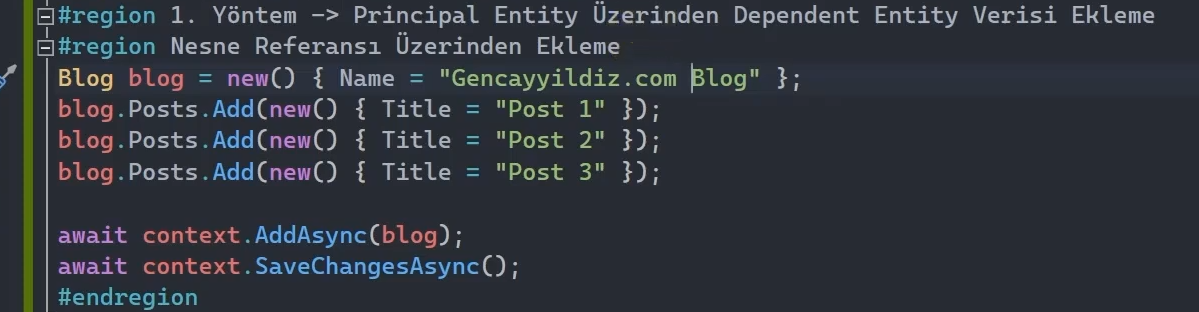 #region 1. Yöntem -> Principal Entity Üzerinden Dependent Entity Verisi Ekleme
#region Nesne Referansı Üzerinden Ekleme
Blog blog = new() { Name = "Gencayyildiz.com Blog" };
blog.Posts.Add(new() { Title = "Post 1" });
blog.Posts.Add(new() { Title = "Post 2" });
blog.Posts.Add(new() { Title = "Post 3" });
await context.AddAsync(blog);
await context.SaveChangesAsync();
#endregion